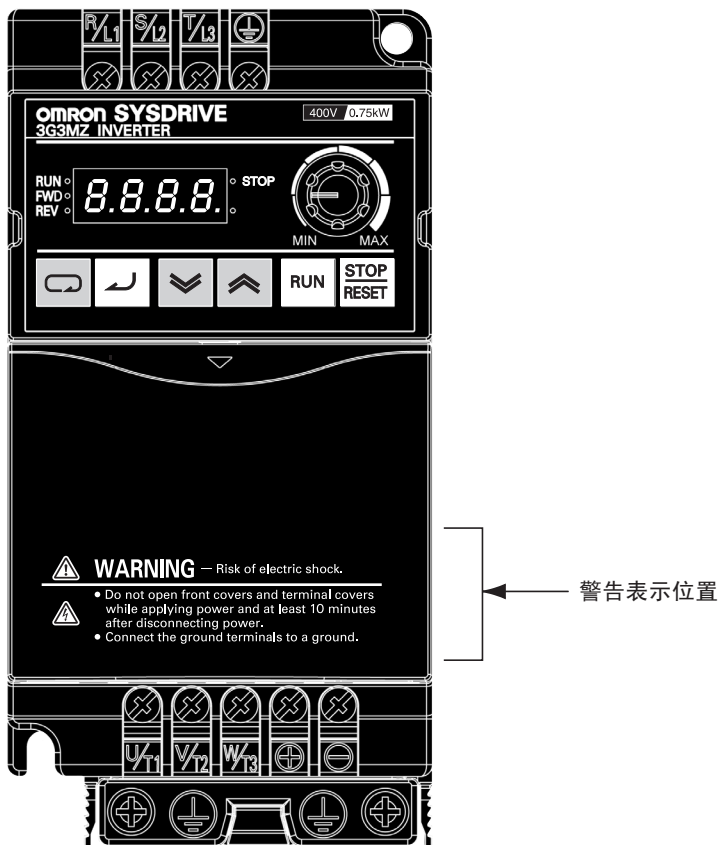 R/L1 S/L2 T/L3
OMRON SYSDRIVE
400V 0.75kW
3G3MZ INVERTER
RUN
FWD
REV
8.8.8.8.
STOP
MIN MAX
RUN
STOP
RESET
WARNING — Risk of electric shock.
• Do not open front covers and terminal covers
while applying power and at least 10 minutes
after disconnecting power.
• Connect the ground terminals to a ground.
警告表示位置
U/T1 V/T2 W/T3 + −